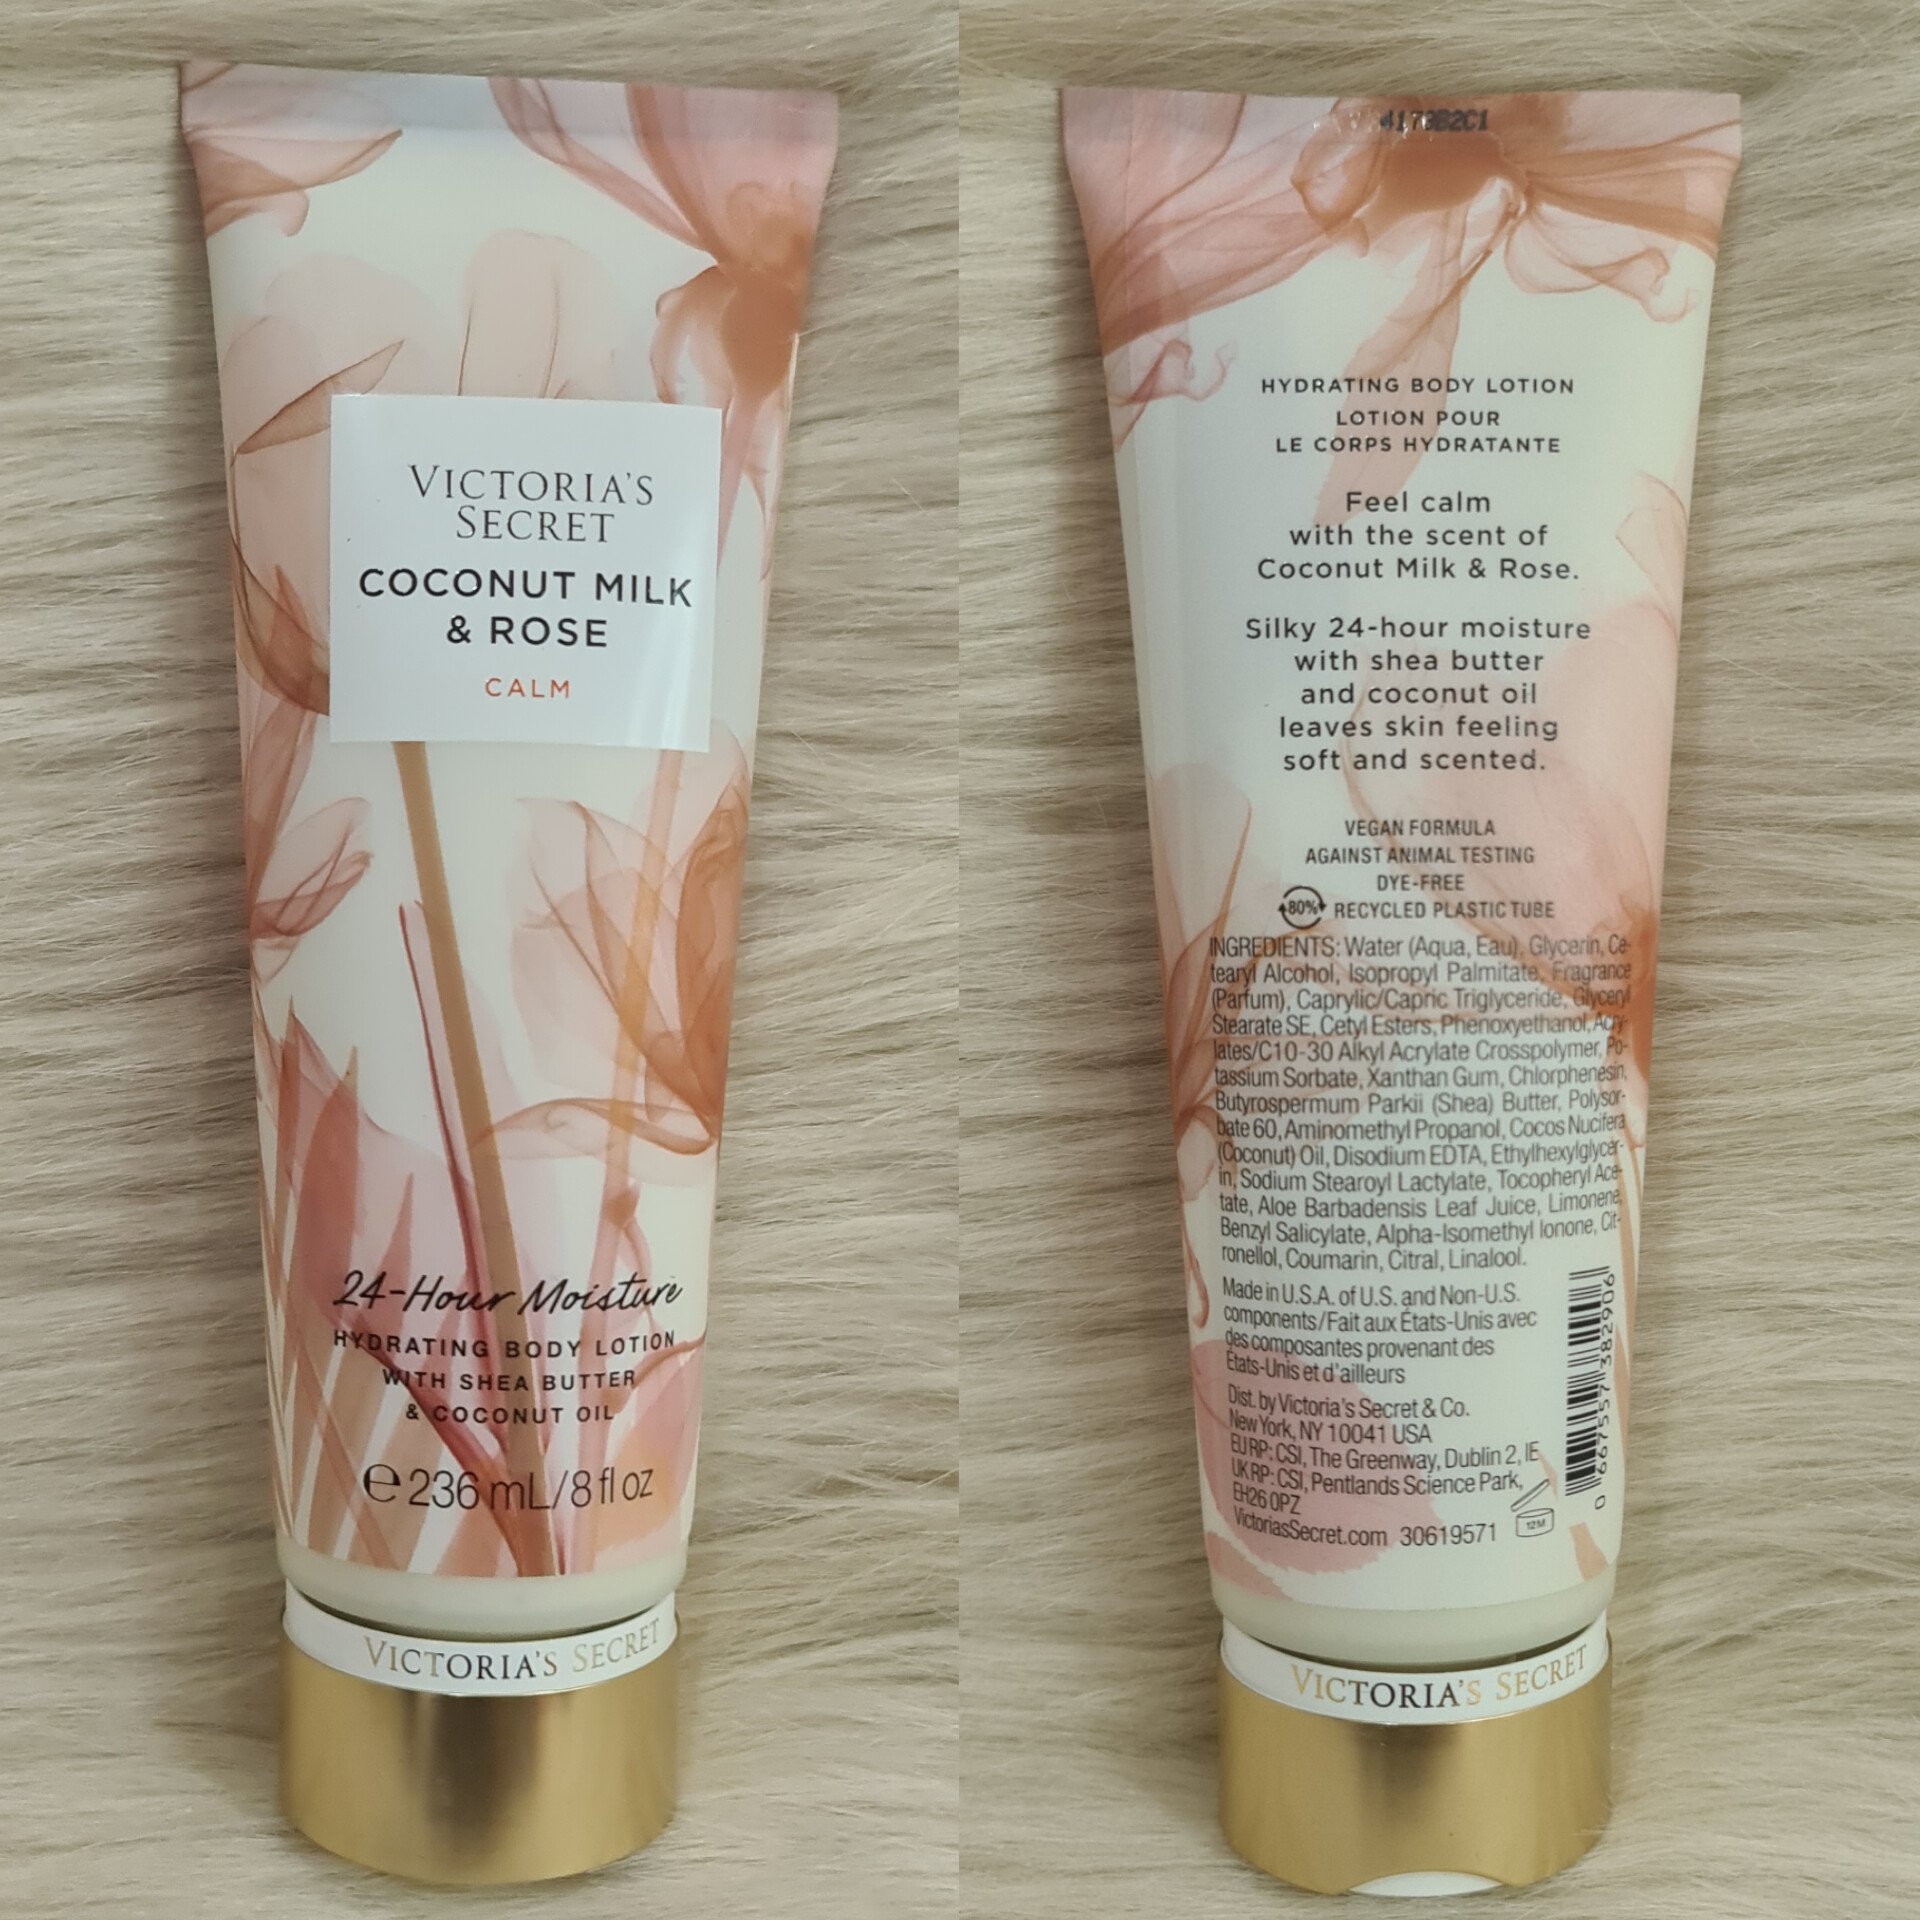 VICTORIA'S
SECRET
COCONUT MILK
& ROSE
CALM
24-Hour Moisture
HYDRATING BODY LOTION
WITH SHEA BUTTER
& COCONUT OIL
℮ 236 mL/8 fl oz
VICTORIA'S SECRET
HYDRATING BODY LOTION
LOTION POUR
LE CORPS HYDRATANTE
Feel calm
with the scent of
Coconut Milk & Rose.
Silky 24-hour moisture
with shea butter
and coconut oil
leaves skin feeling
soft and scented.
VEGAN FORMULA
AGAINST ANIMAL TESTING
DYE-FREE
80% RECYCLED PLASTIC TUBE
INGREDIENTS: Water (Aqua, Eau), Glycerin, Ce-
tearyl Alcohol, Isopropyl Palmitate, Fragrance
(Parfum), Caprylic/Capric Triglyceride, Glyceryl
Stearate SE, Cetyl Esters, Phenoxyethanol, Acry-
lates/C10-30 Alkyl Acrylate Crosspolymer, Po-
tassium Sorbate, Xanthan Gum, Chlorphenesin,
Butyrospermum Parkii (Shea) Butter, Polysor-
bate 60, Aminomethyl Propanol, Cocos Nucifera
(Coconut) Oil, Disodium EDTA, Ethylhexylglycer-
in, Sodium Stearoyl Lactylate, Tocopheryl Ace-
tate, Aloe Barbadensis Leaf Juice, Limonene,
Benzyl Salicylate, Alpha-Isomethyl Ionone, Cit-
ronellol, Coumarin, Citral, Linalool.
Made in U.S.A. of U.S. and Non-U.S.
components/Fait aux États-Unis avec
des composantes provenant des
États-Unis et d'ailleurs
Dist. by Victoria's Secret & Co.
New York, NY 10041 USA
EU RP: CSI, The Greenway, Dublin 2, IE
UK RP: CSI, Pentlands Science Park,
EH26 0PZ
VictoriasSecret.com 30619571
12M
0 667557 382906
VICTORIA'S SECRET